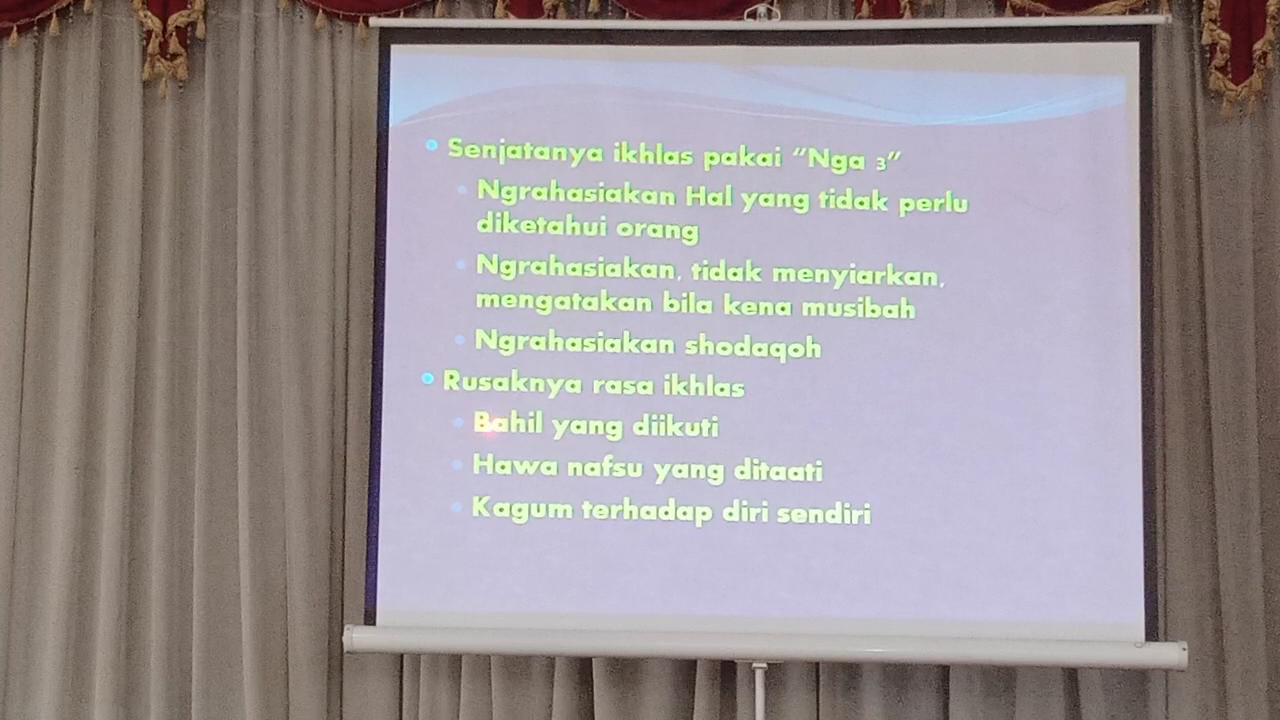 Senjatanya ikhlas pakai “Nga 3”
Ngrahasiakan Hal yang tidak perlu
diketahui orang
Ngrahasiakan, tidak menyiarkan,
mengatakan bila kena musibah
Ngrahasiakan shodaqoh
Rusaknya rasa ikhlas
Bahil yang diikuti
Hawa nafsu yang ditaati
Kagum terhadap diri sendiri